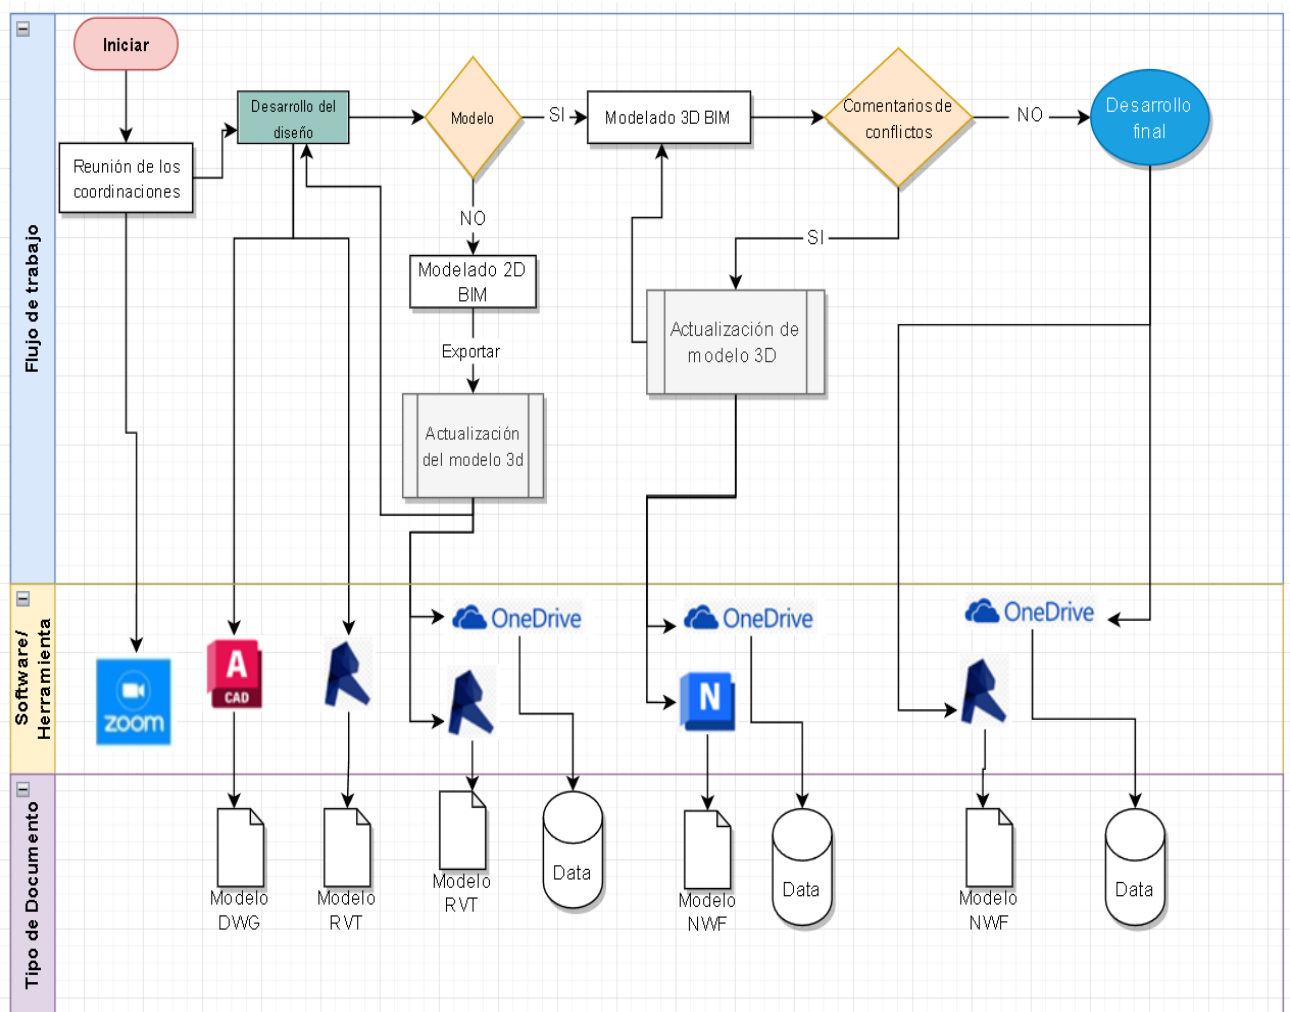 Iniciar
Reunión de los
coordinaciones
Desarrollo del
diseño
Modelo
SI
Modelado 3D BIM
Comentarios de
conflictos
NO
Desarrollo
final
NO
Modelado 2D
BIM
Exportar
Actualización
del modelo 3d
SI
Actualización de
modelo 3D
Flujo de trabajo
Software/
Herramienta
zoom
A
CAD
OneDrive
OneDrive
N
OneDrive
Tipo de Documento
Modelo
DWG
Modelo
RVT
Modelo
RVT
Data
Modelo
NWF
Data
Modelo
NWF
Data